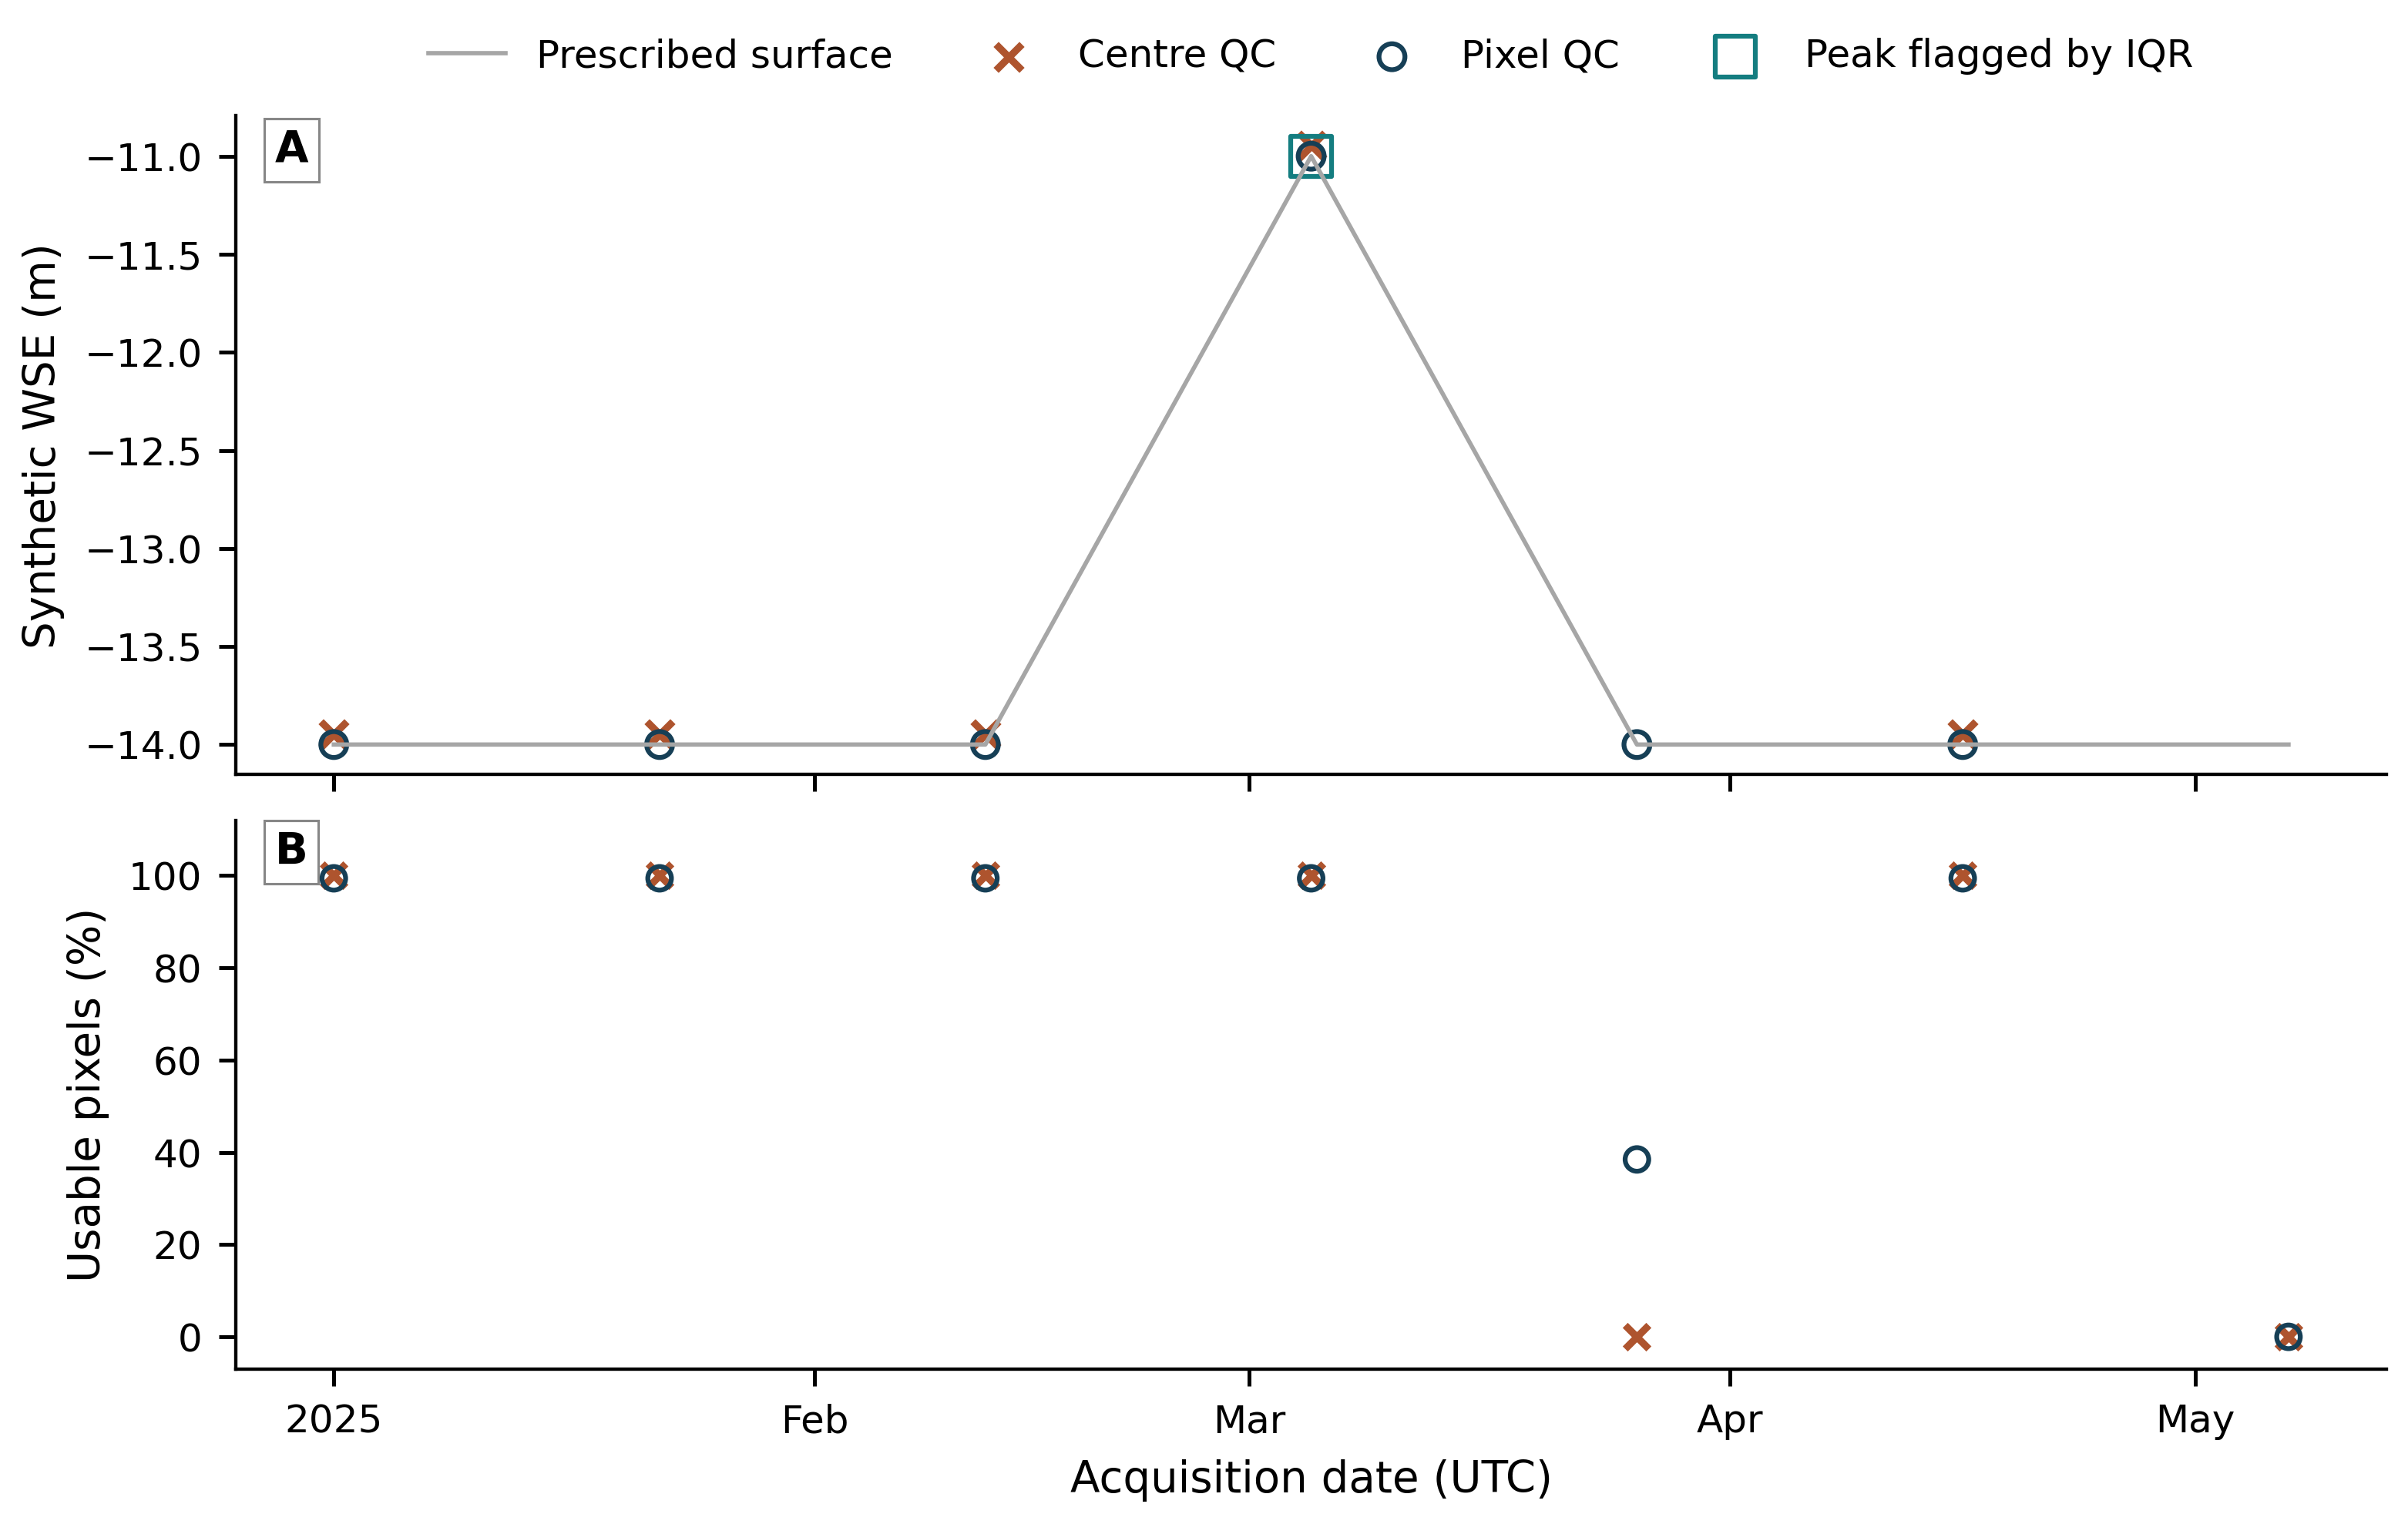 Prescribed surface Centre QC Pixel QC Peak flagged by IQR
A
Synthetic WSE (m)
−11.0
−11.5
−12.0
−12.5
−13.0
−13.5
−14.0
B
Usable pixels (%)
100
80
60
40
20
0
2025 Feb Mar Apr May
Acquisition date (UTC)